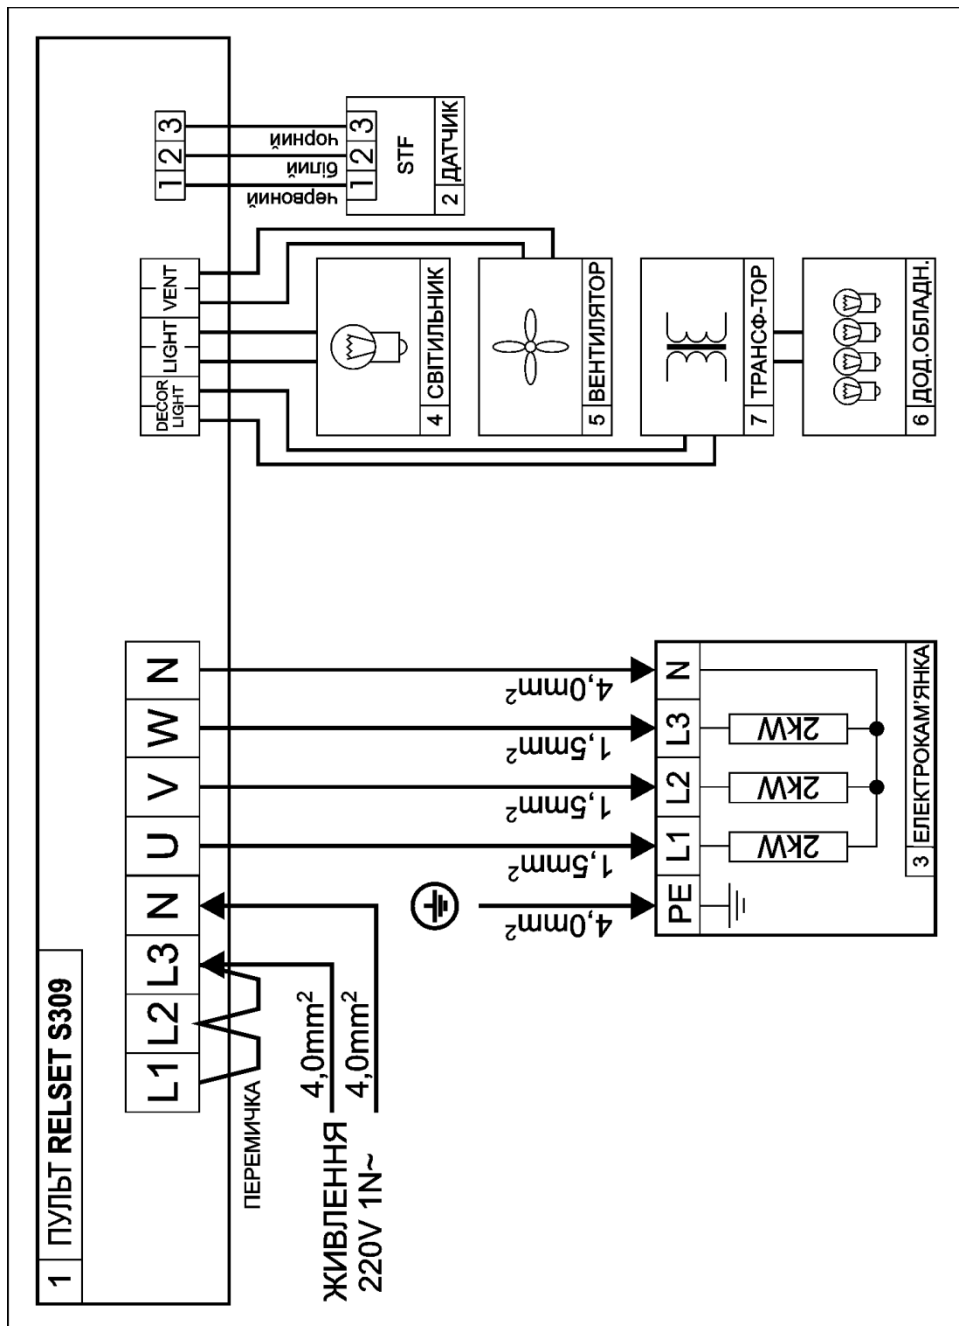 1 ПУЛЬТ RELSET S309
L1 L2 L3 N U V W N
DECOR LIGHT
LIGHT
VENT
1 2 3
ПЕРЕМИЧКА
ЖИВЛЕННЯ
220V 1N~
4,0mm²
4,0mm²
4,0mm²
1,5mm²
1,5mm²
1,5mm²
4,0mm²
PE L1 L2 L3 N
2kW
2kW
2kW
3 ЕЛЕКТРОКАМ'ЯНКА
червоний
білий
чорний
1 2 3
STF
2 ДАТЧИК
4 СВІТИЛЬНИК
5 ВЕНТИЛЯТОР
7 ТРАНСФ-ТОР
6 ДОД.ОБЛАДН.